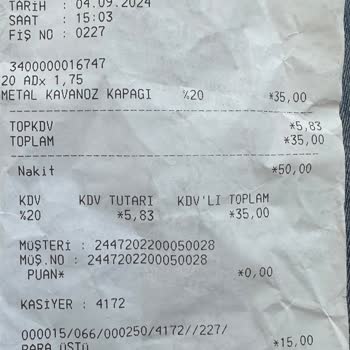 TARİH : 04.09.2024
SAAT : 15:03
FİŞ NO : 0227
3400000016747
20 ADx 1,75
METAL KAVANOZ KAPAGI %20 *35,00
TOPKDV *5,83
TOPLAM *35,00
Nakit *50,00
KDV KDV TUTARI KDV'LI TOPLAM
%20 *5,83 *35,00
MÜŞTERİ : 2447202200050028
MÜŞ.NO : 2447202200050028
PUAN* *0,00
KASİYER : 4172
000015/066/000250/4172//227/
PARA ÜSTÜ *15,00